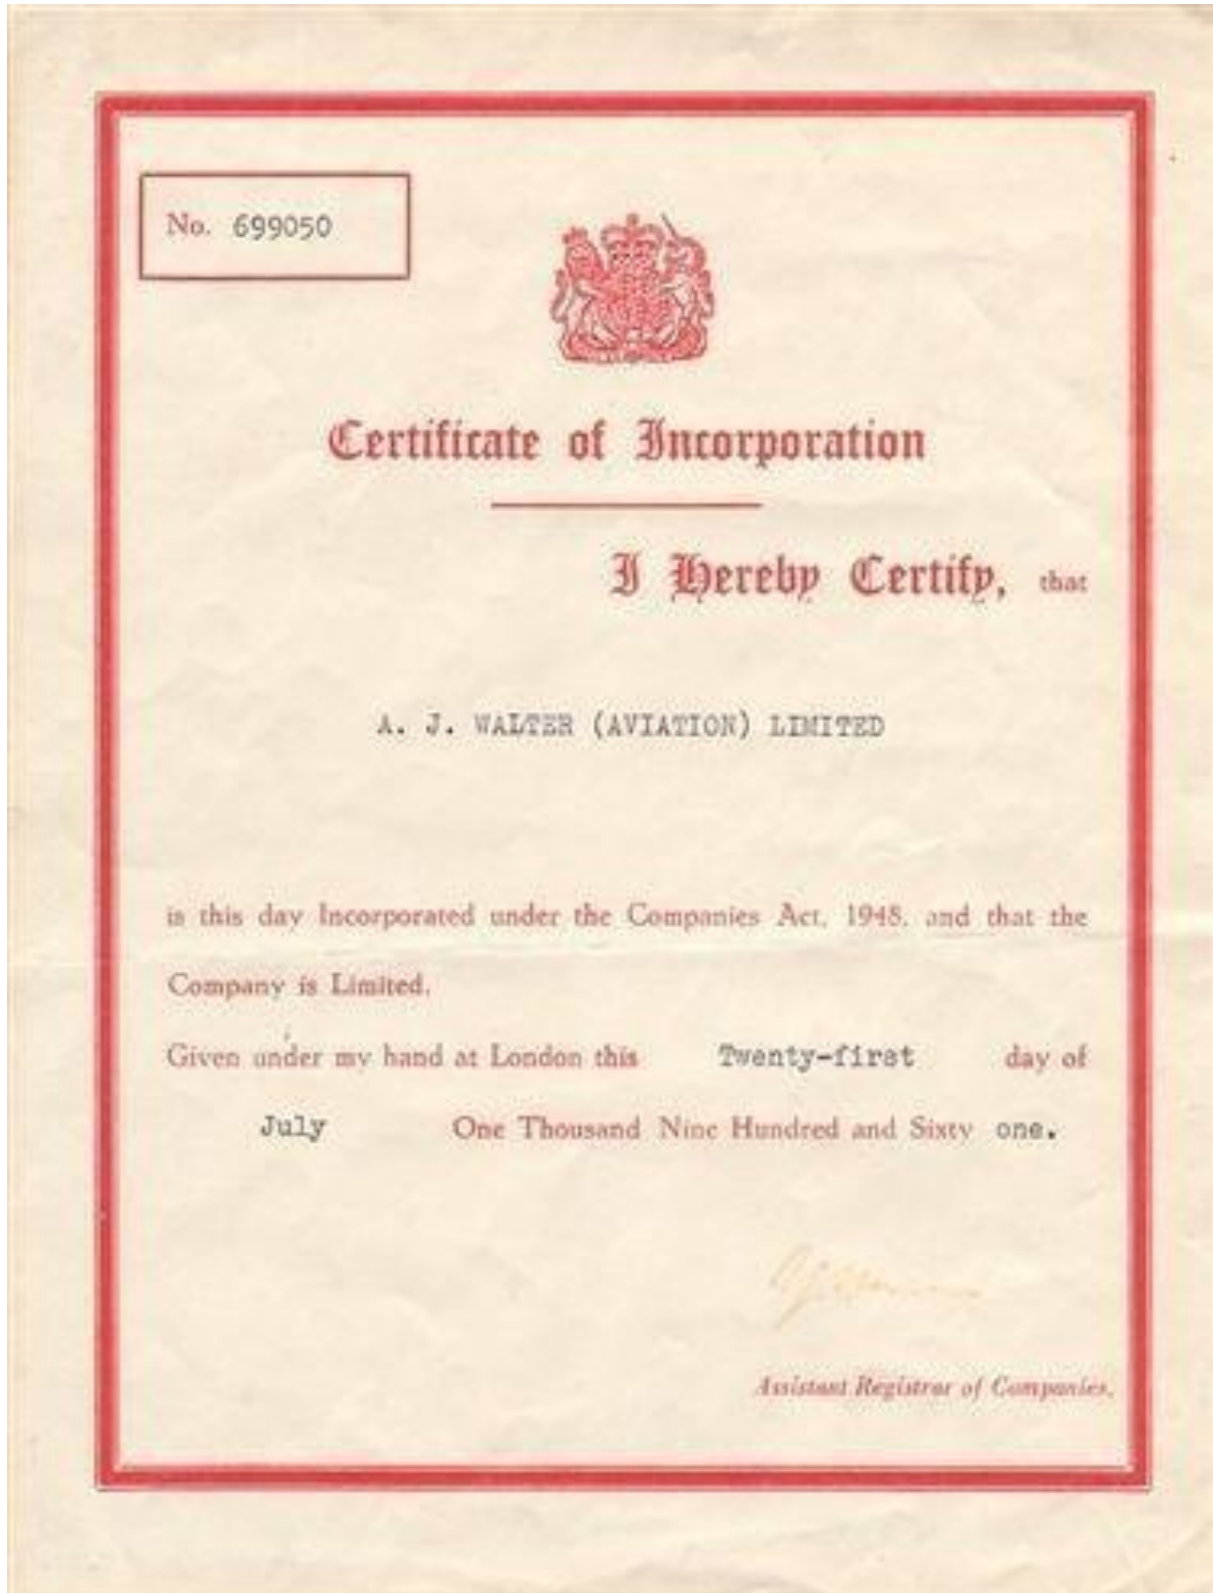 No. 699050
Certificate of Incorporation
I Hereby Certify, that
A. J. WALTER (AVIATION) LIMITED
is this day Incorporated under the Companies Act, 1948, and that the
Company is Limited.
Given under my hand at London this Twenty-first day of
July One Thousand Nine Hundred and Sixty one.
Assistant Registrar of Companies.